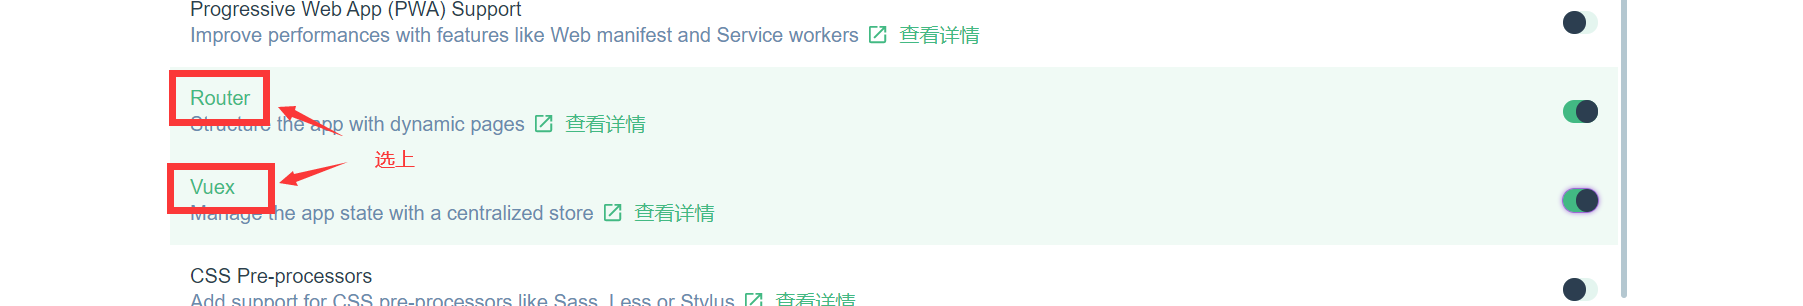 Progressive Web App (PWA) Support
Improve performances with features like Web manifest and Service workers 查看详情
Router
Structure the app with dynamic pages 查看详情
选上
Vuex
Manage the app state with a centralized store 查看详情
CSS Pre-processors
Add support for CSS pre-processors like Sass, Less or Stylus 查看详情